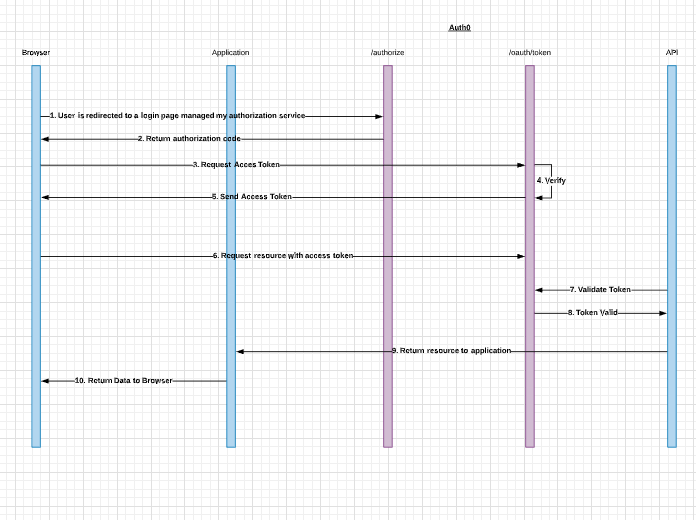 Auth0
Browser
Application
/authorize
/oauth/token
API
1. User is redirected to a login page managed my authorization service
2. Return authorization code
3. Request Acces Token
4. Verify
5. Send Access Token
6. Request resource with access token
7. Validate Token
8. Token Valid
9. Return resource to application
10. Return Data to Browser